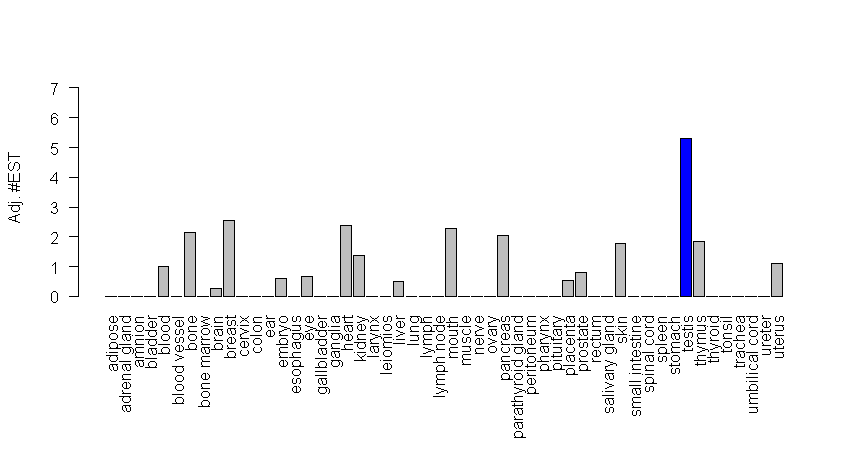 7
6
5
4
3
2
1
0
Adj. #EST
adipose
adrenal gland
amnion
bladder
blood
blood vessel
bone
bone marrow
brain
breast
cervix
colon
ear
embryo
esophagus
eye
gallbladder
ganglia
heart
kidney
larynx
leiomios
liver
lung
lymph
lymph node
mouth
muscle
nerve
ovary
pancreas
parathyroid gland
peritoneum
pharynx
pituitary
placenta
prostate
rectum
salivary gland
skin
small intestine
spinal cord
spleen
stomach
testis
thymus
thyroid
tonsil
trachea
umbilical cord
ureter
uterus